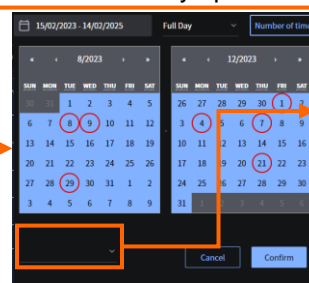 15/02/2023 - 14/02/2025 Full Day Number of time
« ‹ 8/2023 › » « ‹ 12/2023 › »
SUN MON TUE WED THU FRI SAT SUN MON TUE WED THU FRI SAT
30 31 1 2 3 4 5 26 27 28 29 30 1 2
6 7 8 9 10 11 12 3 4 5 6 7 8 9
13 14 15 16 17 18 19 10 11 12 13 14 15 16
20 21 22 23 24 25 26 17 18 19 20 21 22 23
27 28 29 30 31 1 2 24 25 26 27 28 29 30
3 4 5 6 7 8 9 31 1 2 3 4 5 6
Cancel Confirm